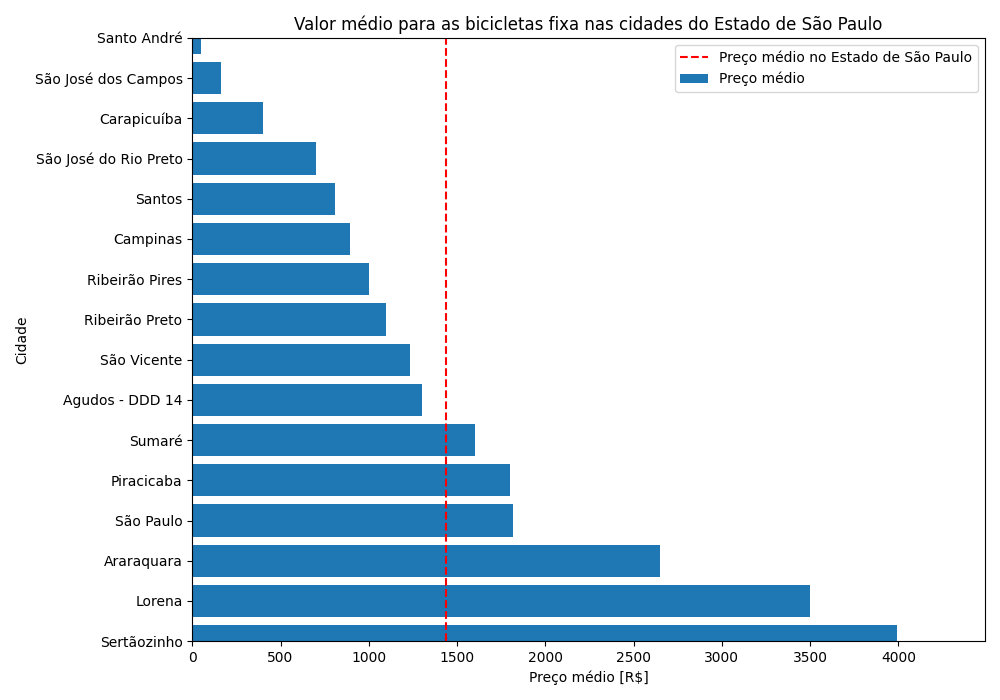 Valor médio para as bicicletas fixa nas cidades do Estado de São Paulo
Preço médio no Estado de São Paulo
Preço médio
Cidade
Santo André
São José dos Campos
Carapicuíba
São José do Rio Preto
Santos
Campinas
Ribeirão Pires
Ribeirão Preto
São Vicente
Agudos - DDD 14
Sumaré
Piracicaba
São Paulo
Araraquara
Lorena
Sertãozinho
0 500 1000 1500 2000 2500 3000 3500 4000
Preço médio [R$]